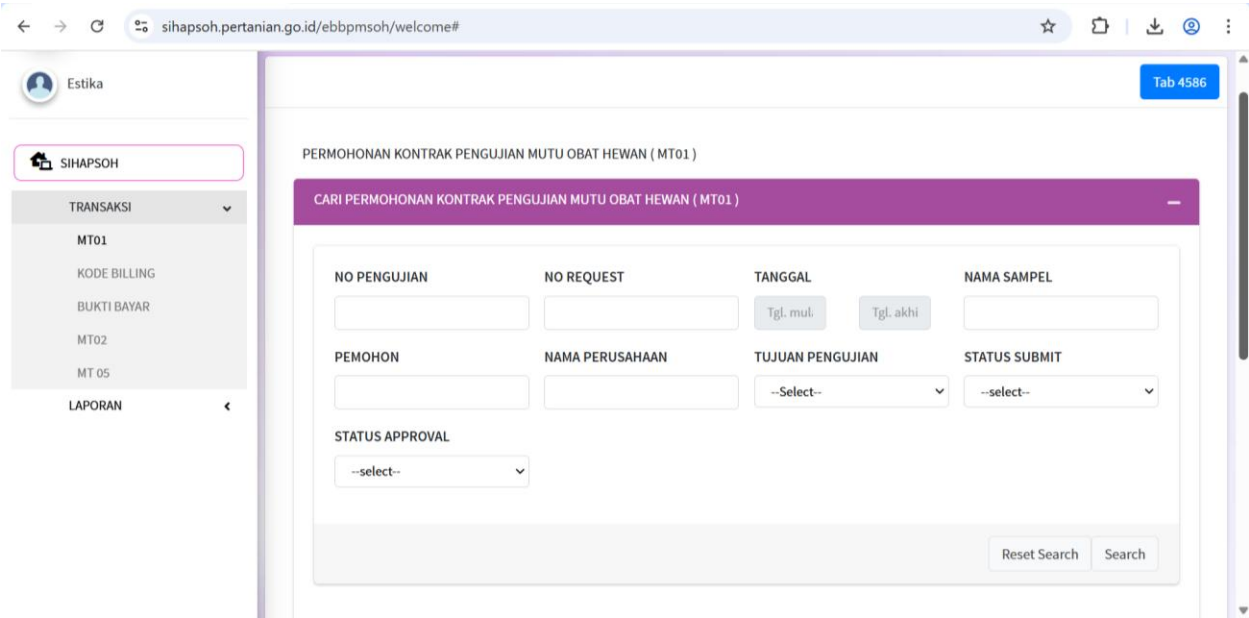 sihapsoh.pertanian.go.id/ebbpmsoh/welcome#
Estika
Tab 4586
SIHAPSOH
TRANSAKSI
MT01
KODE BILLING
BUKTI BAYAR
MT02
MT 05
LAPORAN
PERMOHONAN KONTRAK PENGUJIAN MUTU OBAT HEWAN ( MT01 )
CARI PERMOHONAN KONTRAK PENGUJIAN MUTU OBAT HEWAN ( MT01 )
NO PENGUJIAN NO REQUEST TANGGAL NAMA SAMPEL
Tgl. mul Tgl. akhi
PEMOHON NAMA PERUSAHAAN TUJUAN PENGUJIAN STATUS SUBMIT
--Select-- --select--
STATUS APPROVAL
--select--
Reset Search Search